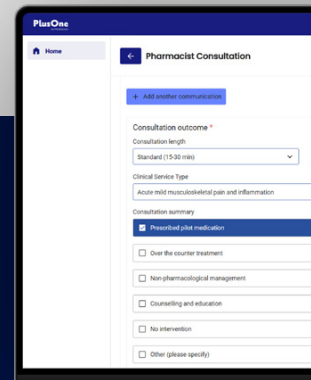 PlusOne
Home
← Pharmacist Consultation
+ Add another communication
Consultation outcome *
Consultation length
Standard (15-30 min)
Clinical Service Type
Acute mild musculoskeletal pain and inflammation
Consultation summary
Prescribed pilot medication
Over the counter treatment
Non-pharmacological management
Counselling and education
No intervention
Other (please specify)